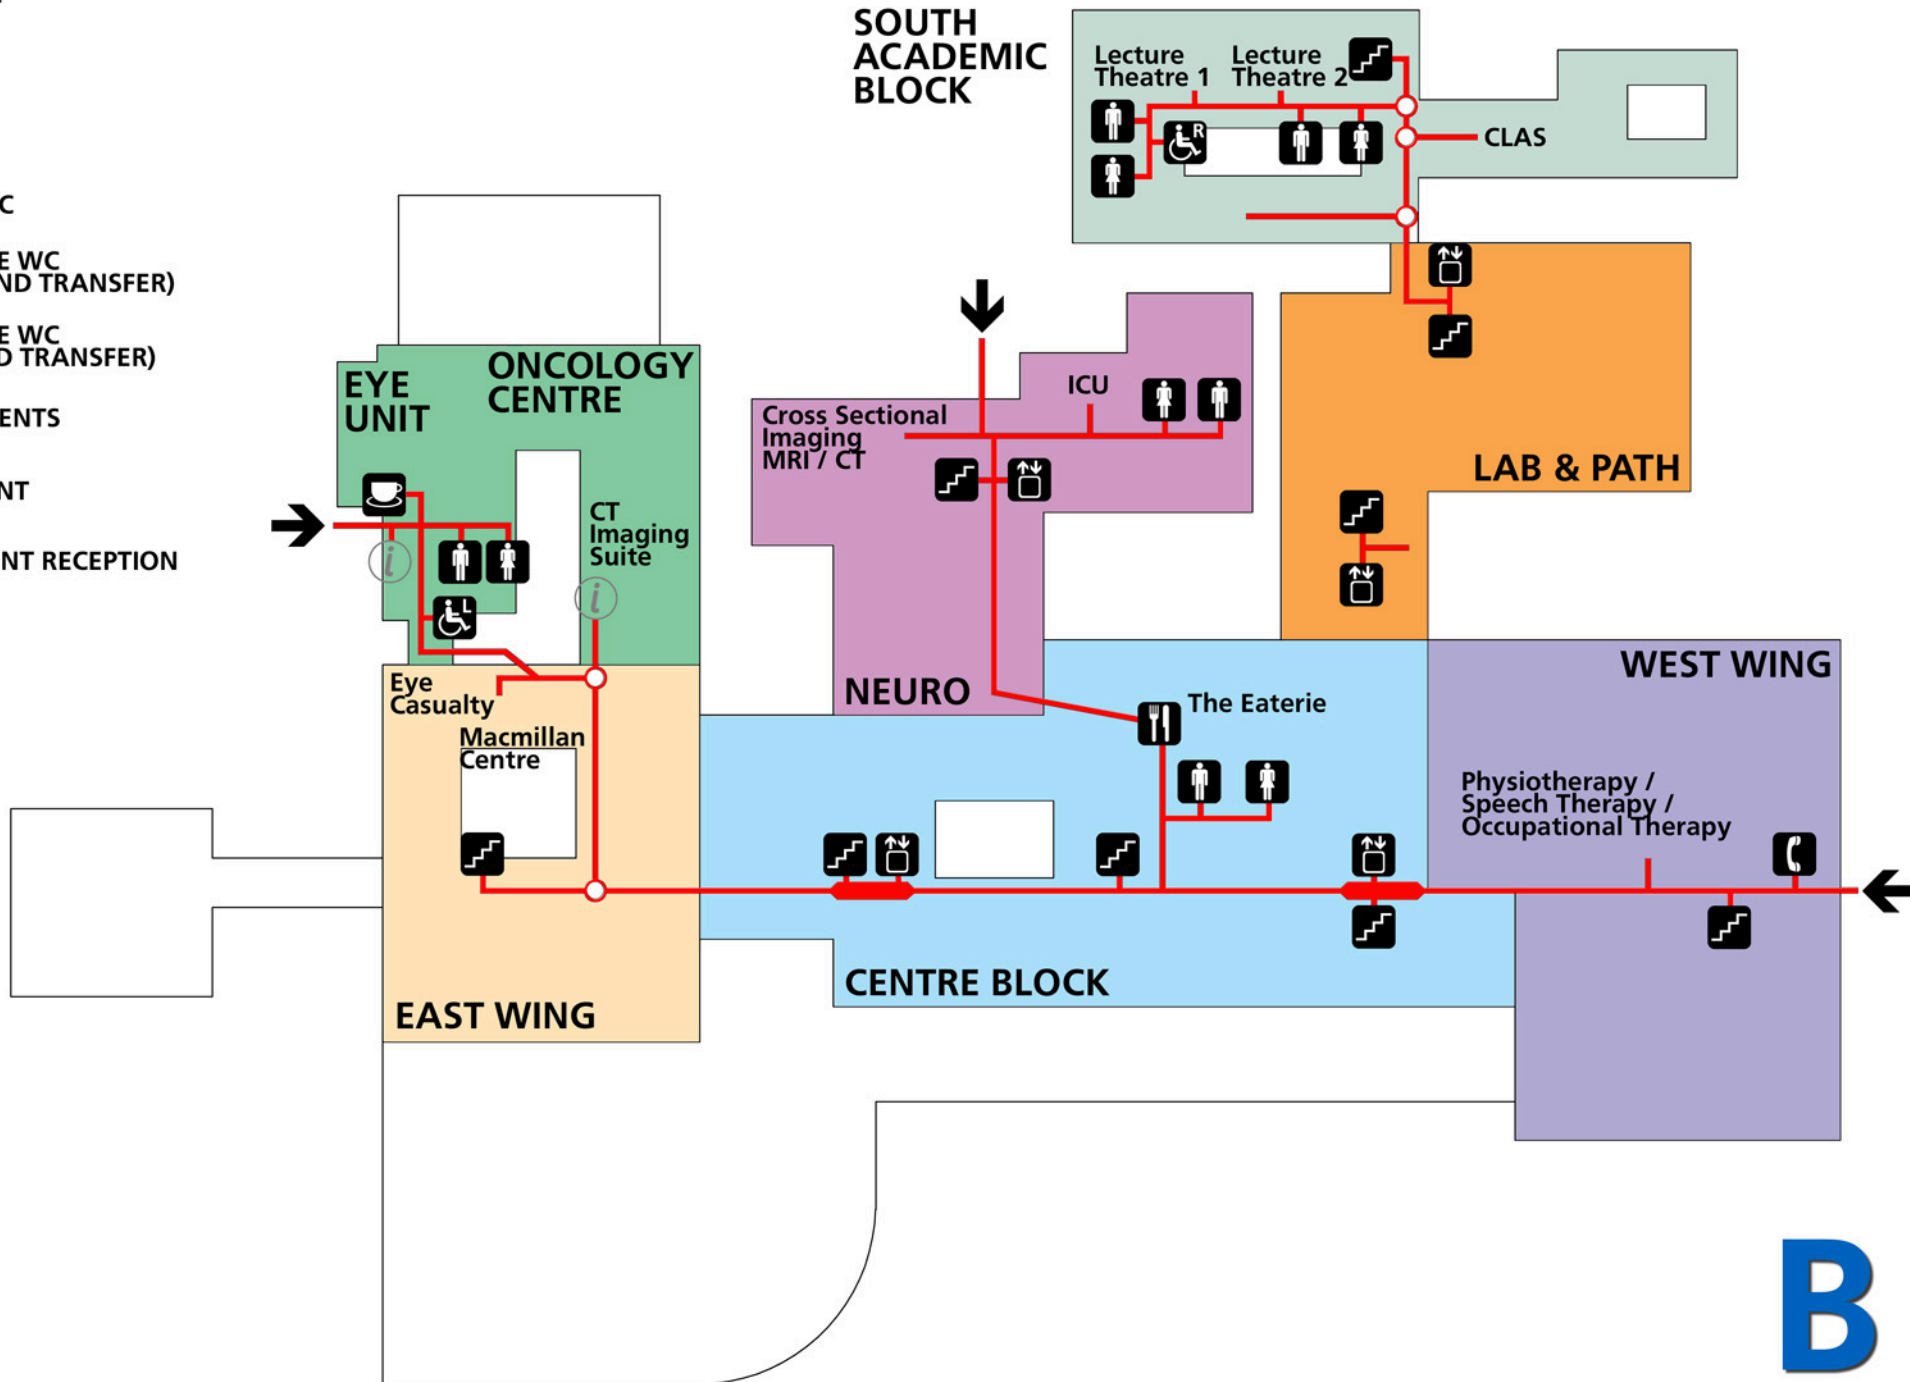 SOUTH
ACADEMIC
BLOCK
Lecture
Theatre 1
Lecture
Theatre 2
R
CLAS
C
E WC
ND TRANSFER)
E WC
D TRANSFER)
ENTS
NT
NT RECEPTION
EYE
UNIT
ONCOLOGY
CENTRE
i
L
CT
Imaging
Suite
i
Cross Sectional
Imaging
MRI / CT
ICU
NEURO
LAB & PATH
WEST WING
Eye
Casualty
Macmillan
Centre
The Eaterie
Physiotherapy /
Speech Therapy /
Occupational Therapy
EAST WING
CENTRE BLOCK
B